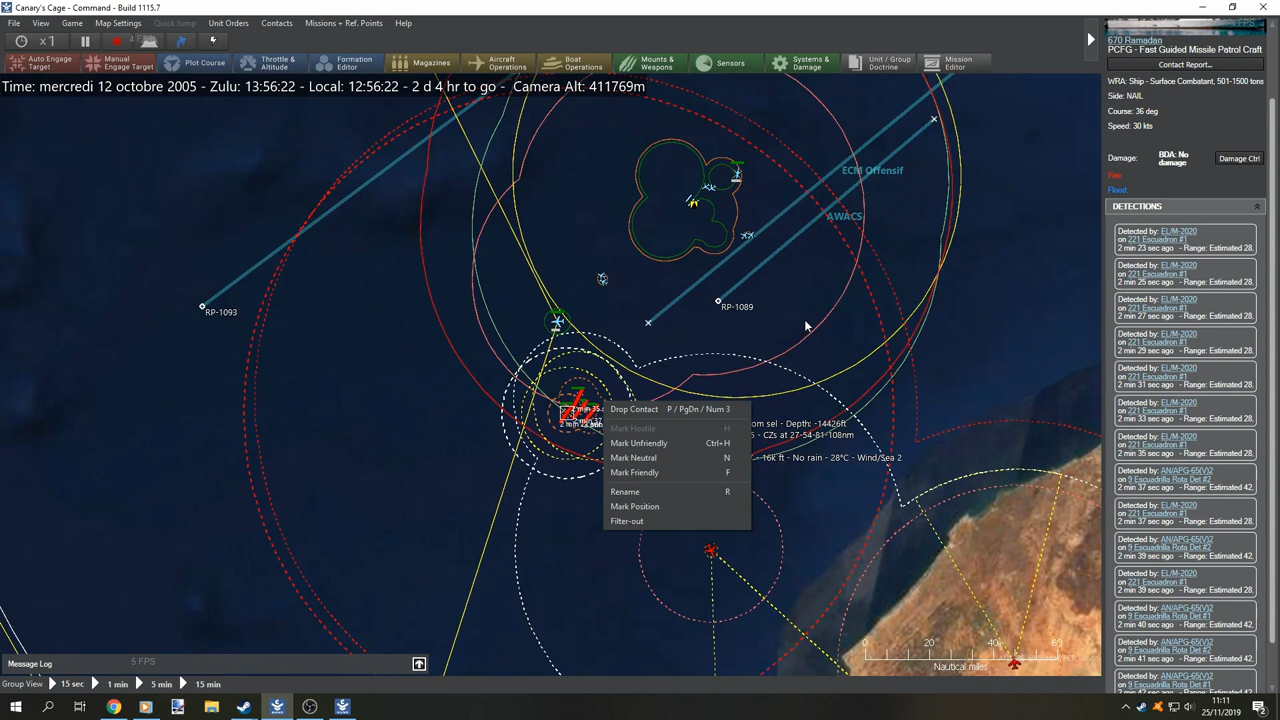 Canary's Cage - Command - Build 1115.7
File View Game Map Settings Quick Jump Unit Orders Contacts Missions + Ref. Points Help
x1
Auto Engage Target
Manual Engage Target
Plot Course
Throttle & Altitude
Formation Editor
Magazines
Aircraft Operations
Boat Operations
Mounts & Weapons
Sensors
Systems & Damage
Unit / Group Doctrine
Mission Editor
Time: mercredi 12 octobre 2005 - Zulu: 13:56:22 - Local: 12:56:22 - 2 d 4 hr to go - Camera Alt: 411769m
ECM Offensif
AWACS
RP-1093
RP-1089
Drop Contact P / PgDn / Num 3
Mark Hostile H
Mark Unfriendly Ctrl+H
Mark Neutral N
Mark Friendly F
Rename R
Mark Position
Filter-out
om sel - Depth: -14426ft
- CZs at 27-54-81-108nm
16k ft - No rain - 28°C - Wind/Sea 2
0 20 40 60
Nautical miles
670 Ramadan
PCFG - Fast Guided Missile Patrol Craft
Contact Report...
WRA: Ship - Surface Combatant, 501-1500 tons
Side: NAIL
Course: 36 deg
Speed: 30 kts
Damage: BDA: No damage Damage Ctrl
Fire:
Flood:
DETECTIONS
Detected by: EL/M-2020
on 221 Escuadron #1
2 min 23 sec ago - Range: Estimated 28.
Detected by: EL/M-2020
on 221 Escuadron #1
2 min 25 sec ago - Range: Estimated 28.
Detected by: EL/M-2020
on 221 Escuadron #1
2 min 27 sec ago - Range: Estimated 28.
Detected by: EL/M-2020
on 221 Escuadron #1
2 min 29 sec ago - Range: Estimated 28.
Detected by: EL/M-2020
on 221 Escuadron #1
2 min 31 sec ago - Range: Estimated 28.
Detected by: EL/M-2020
on 221 Escuadron #1
2 min 33 sec ago - Range: Estimated 28.
Detected by: EL/M-2020
on 221 Escuadron #1
2 min 35 sec ago - Range: Estimated 28.
Detected by: AN/APG-65(V)2
on 9 Escuadrilla Rota Det #2
2 min 37 sec ago - Range: Estimated 42.
Detected by: EL/M-2020
on 221 Escuadron #1
2 min 37 sec ago - Range: Estimated 28.
Detected by: AN/APG-65(V)2
on 9 Escuadrilla Rota Det #2
2 min 39 sec ago - Range: Estimated 42.
Detected by: EL/M-2020
on 221 Escuadron #1
2 min 39 sec ago - Range: Estimated 28.
Detected by: AN/APG-65(V)2
on 9 Escuadrilla Rota Det #1
2 min 40 sec ago - Range: Estimated 42.
Detected by: AN/APG-65(V)2
on 9 Escuadrilla Rota Det #2
2 min 41 sec ago - Range: Estimated 42.
Detected by: AN/APG-65(V)2
on 9 Escuadrilla Rota Det #1
2 min 42 sec ago - Range: Estimated 42.
Message Log 5 FPS
Group View 15 sec 1 min 5 min 15 min
11:11
25/11/2019
2